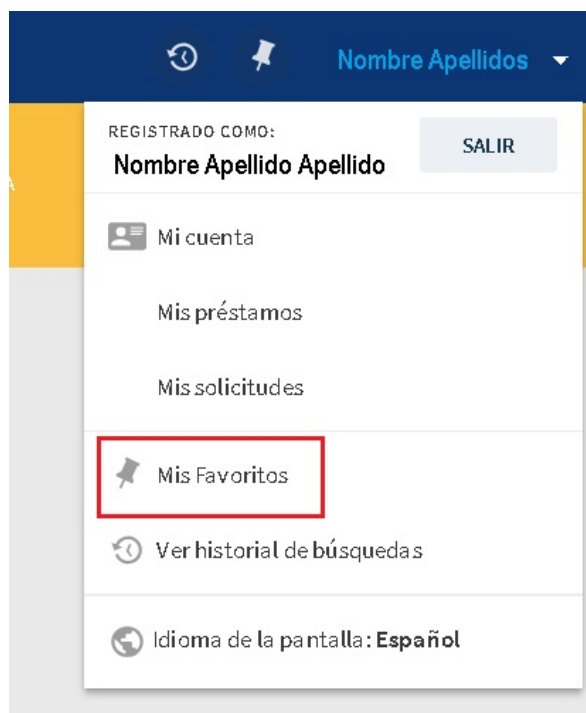 Nombre Apellidos
REGISTRADO COMO:
SALIR
Nombre Apellido Apellido
A
Mi cuenta
Mis préstamos
Mis solicitudes
Mis Favoritos
Ver historial de búsquedas
Idioma de la pantalla: Español